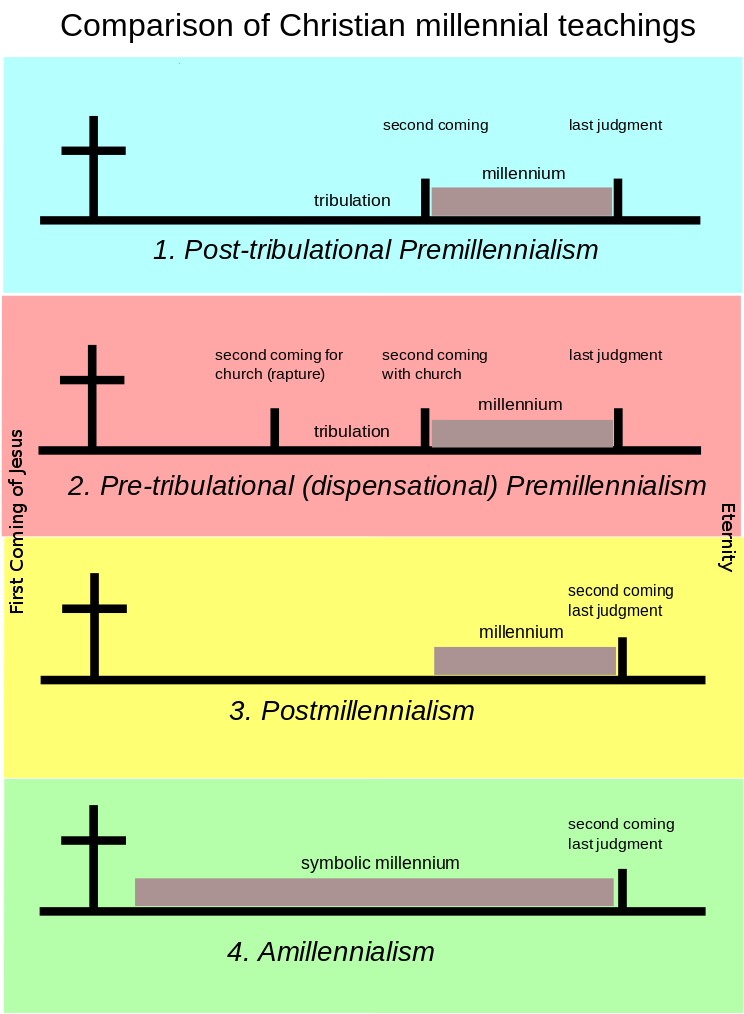 Comparison of Christian millennial teachings
second coming
last judgment
millennium
tribulation
1. Post-tribulational Premillennialism
second coming for
church (rapture)
second coming
with church
last judgment
millennium
tribulation
2. Pre-tribulational (dispensational) Premillennialism
First Coming of Jesus
Eternity
second coming
last judgment
millennium
3. Postmillennialism
second coming
last judgment
symbolic millennium
4. Amillennialism